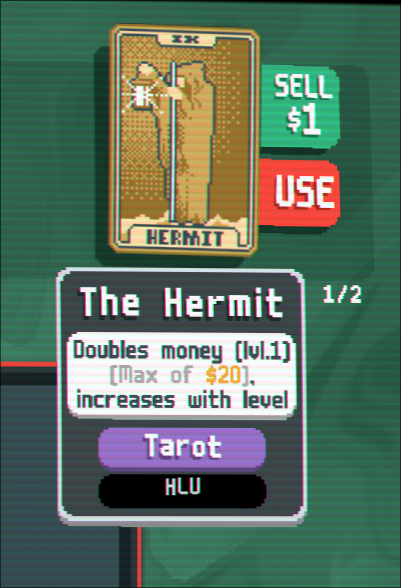 IX
SELL
$1
USE
HERMIT
The Hermit
1/2
Doubles money (lvl.1)
[Max of $20],
increases with level
Tarot
HLU